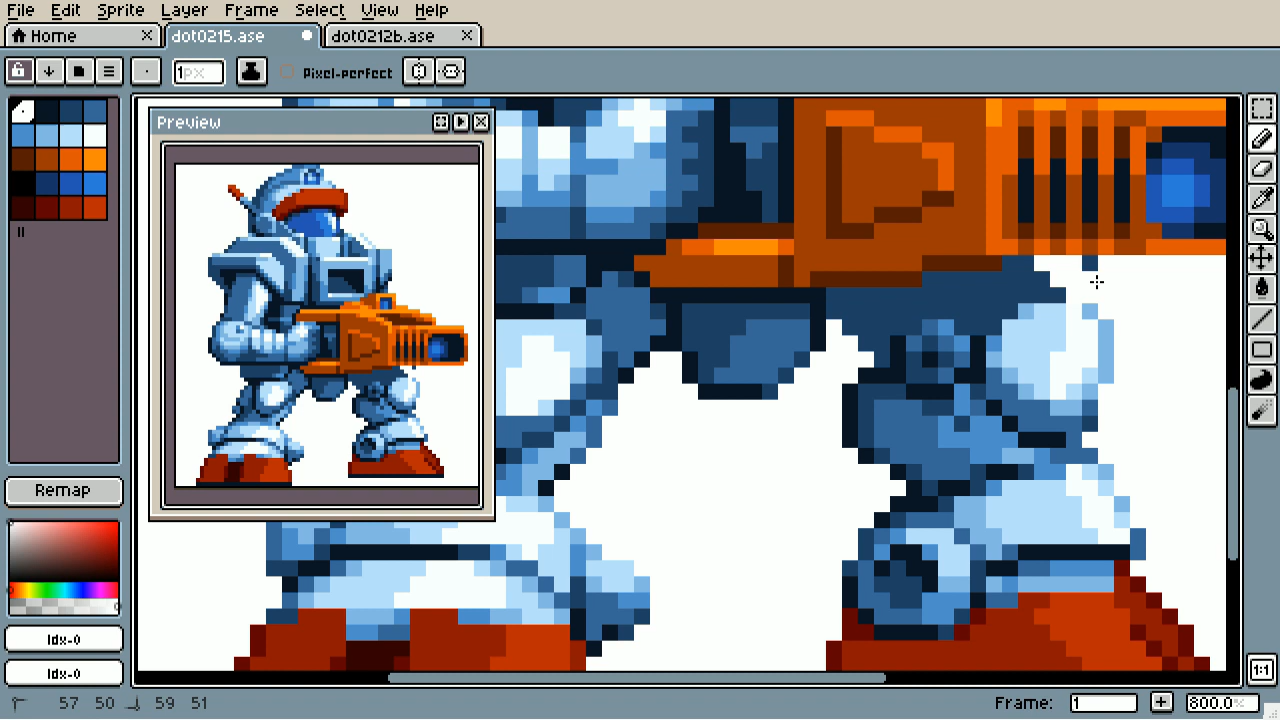 File Edit Sprite Layer Frame Select View Help
Home dot0215.ase dot0212b.ase
1px Pixel-perfect
Preview
Remap
Idx-0
Idx-0
1:1
57 50 59 51 Frame: 1 800.0%